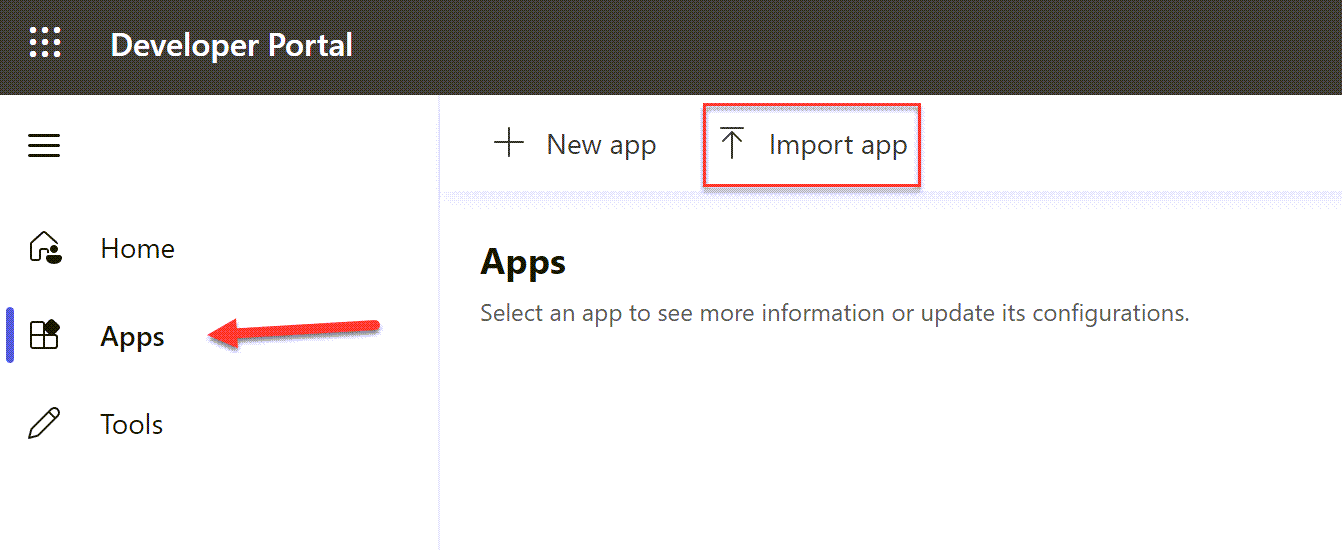 Developer Portal
New app
Import app
Home
Apps
Tools
Apps
Select an app to see more information or update its configurations.